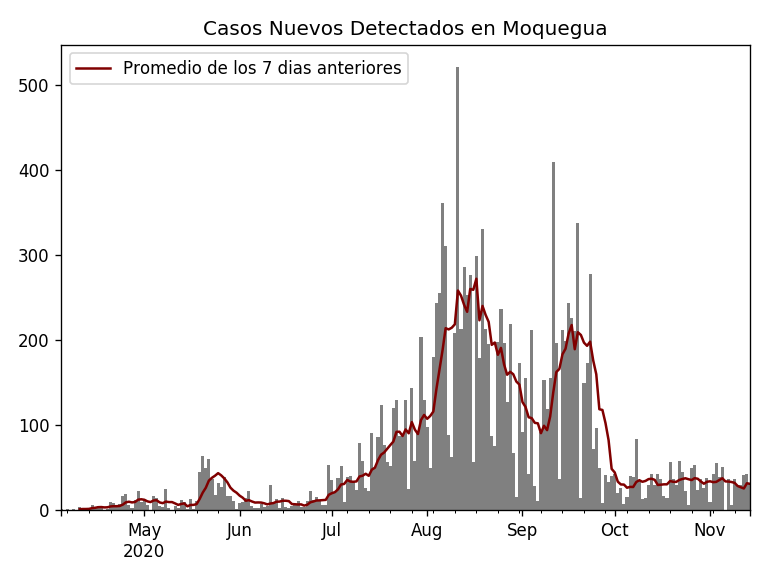 Casos Nuevos Detectados en Moquegua
Promedio de los 7 dias anteriores
500
400
300
200
100
0
May
2020
Jun
Jul
Aug
Sep
Oct
Nov